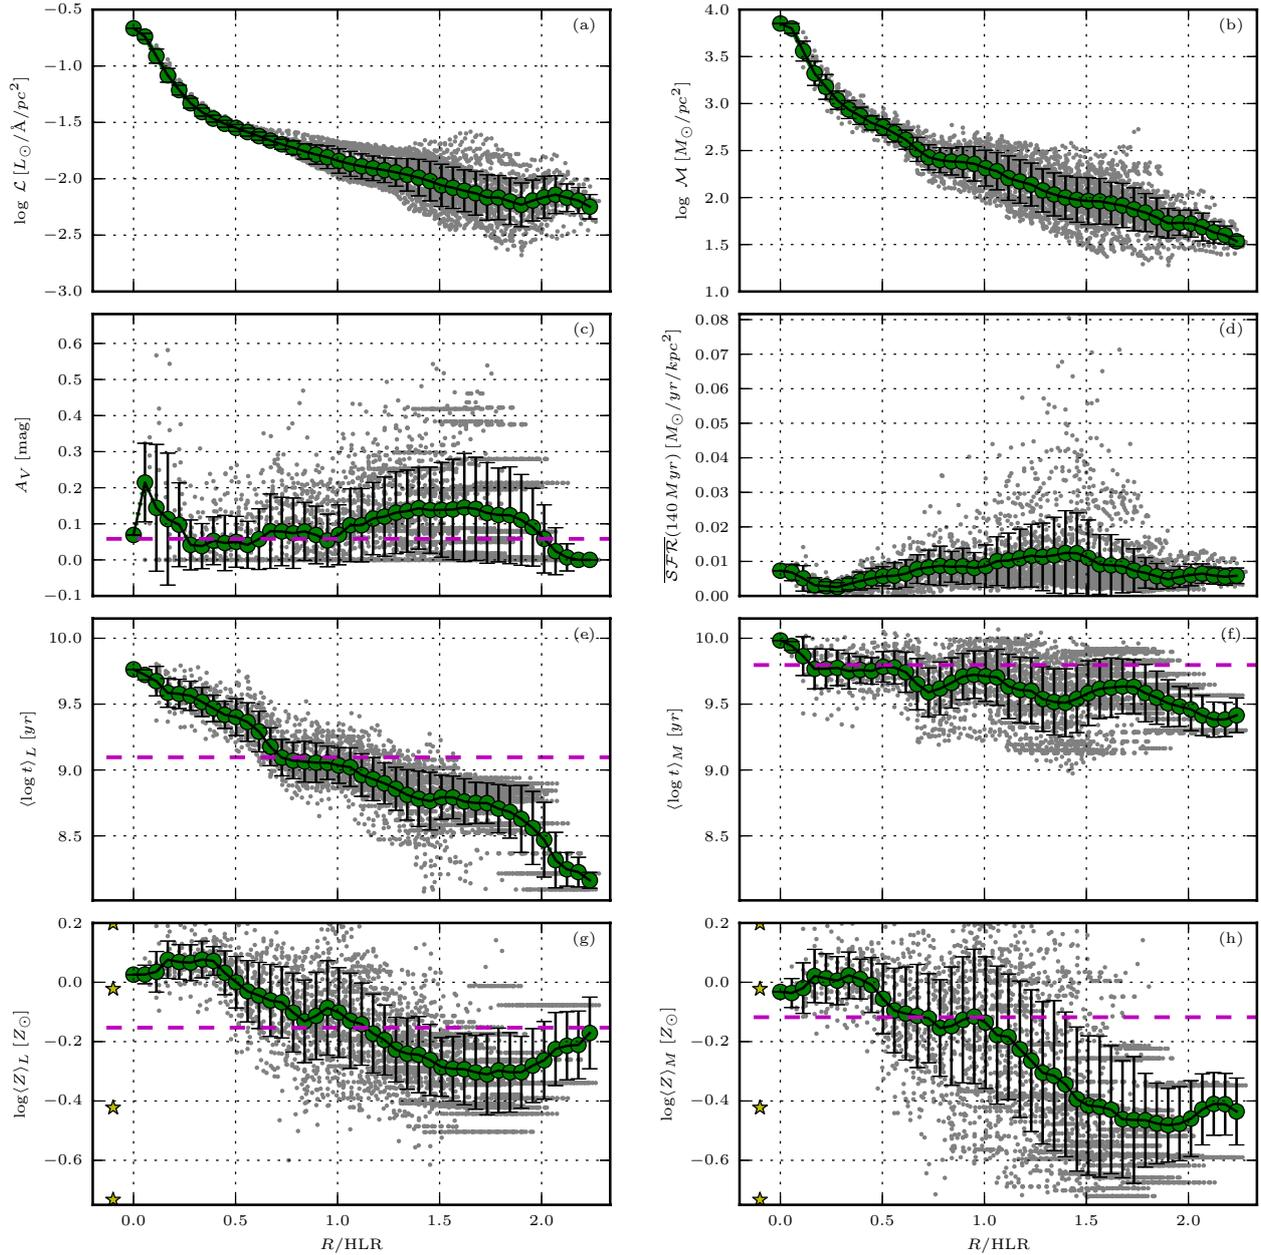 (a)
−0.5
−1.0
−1.5
−2.0
−2.5
−3.0
log ℒ [L⊙/Å/pc²]
(b)
4.0
3.5
3.0
2.5
2.0
1.5
1.0
log ℳ [M⊙/pc²]
(c)
0.6
0.5
0.4
0.3
0.2
0.1
0.0
−0.1
A_V [mag]
(d)
0.08
0.07
0.06
0.05
0.04
0.03
0.02
0.01
0.00
SFR(140 Myr) [M⊙/yr/kpc²]
(e)
10.0
9.5
9.0
8.5
⟨log t⟩_L [yr]
(f)
10.0
9.5
9.0
8.5
⟨log t⟩_M [yr]
(g)
0.2
0.0
−0.2
−0.4
−0.6
log⟨Z⟩_L [Z⊙]
0.0 0.5 1.0 1.5 2.0
R/HLR
(h)
0.2
0.0
−0.2
−0.4
−0.6
log⟨Z⟩_M [Z⊙]
0.0 0.5 1.0 1.5 2.0
R/HLR